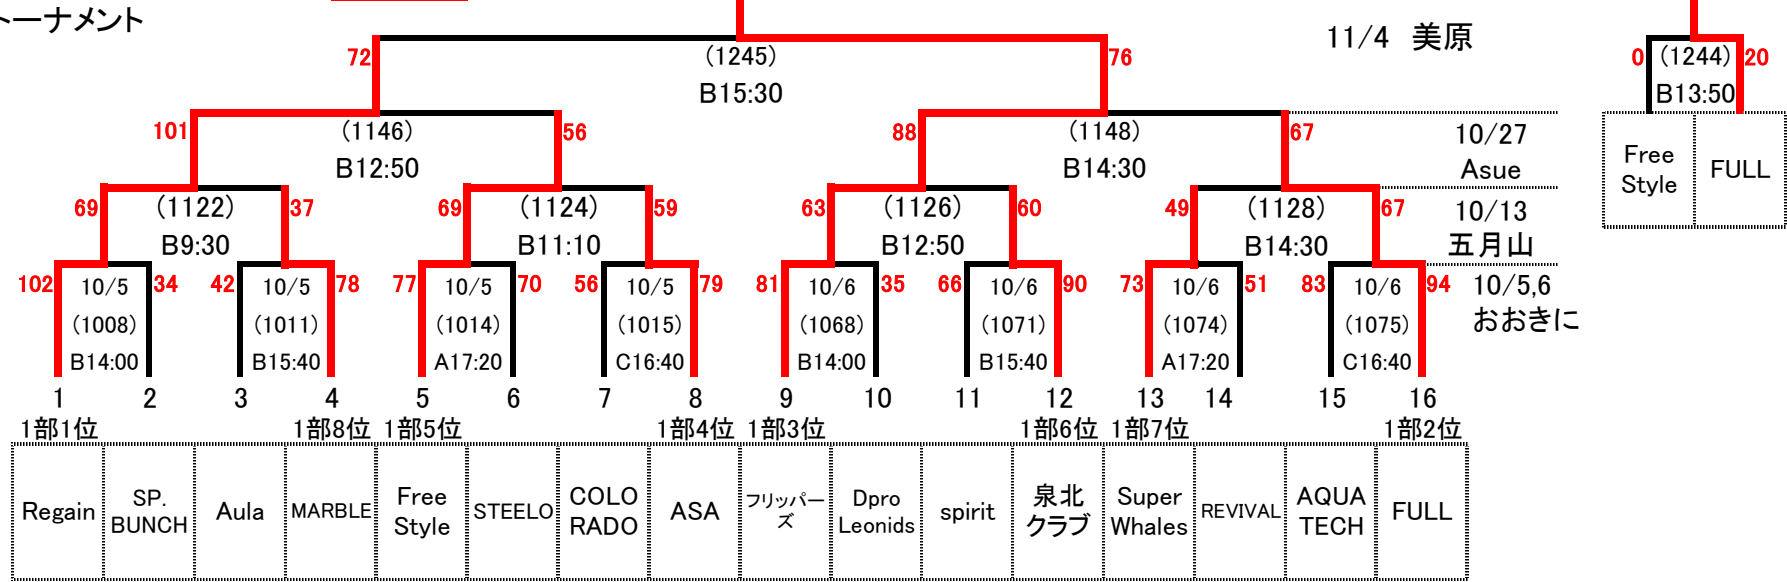 トーナメント
11/4 美原
72
(1245)
76
B15:30
0
(1244)
20
B13:50
Free
Style
FULL
101
(1146)
56
B12:50
88
(1148)
67
B14:30
10/27
Asue
69
(1122)
37
B9:30
69
(1124)
59
B11:10
63
(1126)
60
B12:50
49
(1128)
67
B14:30
10/13
五月山
102
10/5
34
(1008)
B14:00
42
10/5
78
(1011)
B15:40
77
10/5
70
(1014)
A17:20
56
10/5
79
(1015)
C16:40
81
10/6
35
(1068)
B14:00
66
10/6
90
(1071)
B15:40
73
10/6
51
(1074)
A17:20
83
10/6
94
(1075)
C16:40
10/5,6
おおきに
1 2 3 4 5 6 7 8 9 10 11 12 13 14 15 16
1部1位 1部8位 1部5位 1部4位 1部3位 1部6位 1部7位 1部2位
Regain
SP.
BUNCH
Aula
MARBLE
Free
Style
STEELO
COLO
RADO
ASA
フリッパー
ズ
Dpro
Leonids
spirit
泉北
クラブ
Super
Whales
REVIVAL
AQUA
TECH
FULL